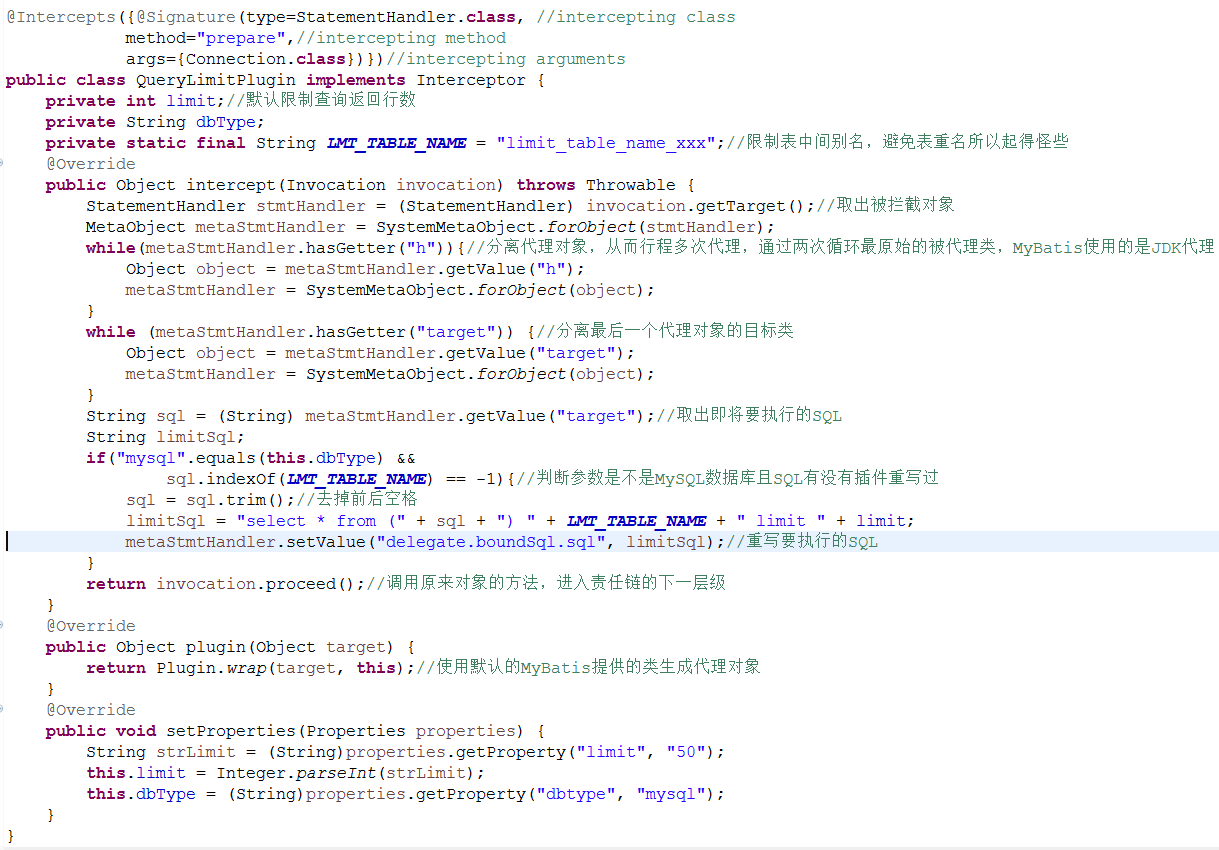 @Intercepts({@Signature(type=StatementHandler.class, //intercepting class
            method="prepare",//intercepting method
            args={Connection.class})})//intercepting arguments
public class QueryLimitPlugin implements Interceptor {
    private int limit;//默认限制查询返回行数
    private String dbType;
    private static final String LMT_TABLE_NAME = "limit_table_name_xxx";//限制表中间别名，避免表重名所以起得怪些
    @Override
    public Object intercept(Invocation invocation) throws Throwable {
        StatementHandler stmtHandler = (StatementHandler) invocation.getTarget();//取出被拦截对象
        MetaObject metaStmtHandler = SystemMetaObject.forObject(stmtHandler);
        while(metaStmtHandler.hasGetter("h")){//分离代理对象，从而行程多次代理，通过两次循环最原始的被代理类，MyBatis使用的是JDK代理
            Object object = metaStmtHandler.getValue("h");
            metaStmtHandler = SystemMetaObject.forObject(object);
        }
        while (metaStmtHandler.hasGetter("target")) {//分离最后一个代理对象的目标类
            Object object = metaStmtHandler.getValue("target");
            metaStmtHandler = SystemMetaObject.forObject(object);
        }
        String sql = (String) metaStmtHandler.getValue("target");//取出即将要执行的SQL
        String limitSql;
        if("mysql".equals(this.dbType) &&
                sql.indexOf(LMT_TABLE_NAME) == -1){//判断参数是不是MySQL数据库且SQL有没有插件重写过
            sql = sql.trim();//去掉前后空格
            limitSql = "select * from (" + sql + ") " + LMT_TABLE_NAME + " limit " + limit;
            metaStmtHandler.setValue("delegate.boundSql.sql", limitSql);//重写要执行的SQL
        }
        return invocation.proceed();//调用原来对象的方法，进入责任链的下一层级
    }
    @Override
    public Object plugin(Object target) {
        return Plugin.wrap(target, this);//使用默认的MyBatis提供的类生成代理对象
    }
    @Override
    public void setProperties(Properties properties) {
        String strLimit = (String)properties.getProperty("limit", "50");
        this.limit = Integer.parseInt(strLimit);
        this.dbType = (String)properties.getProperty("dbtype", "mysql");
    }
}